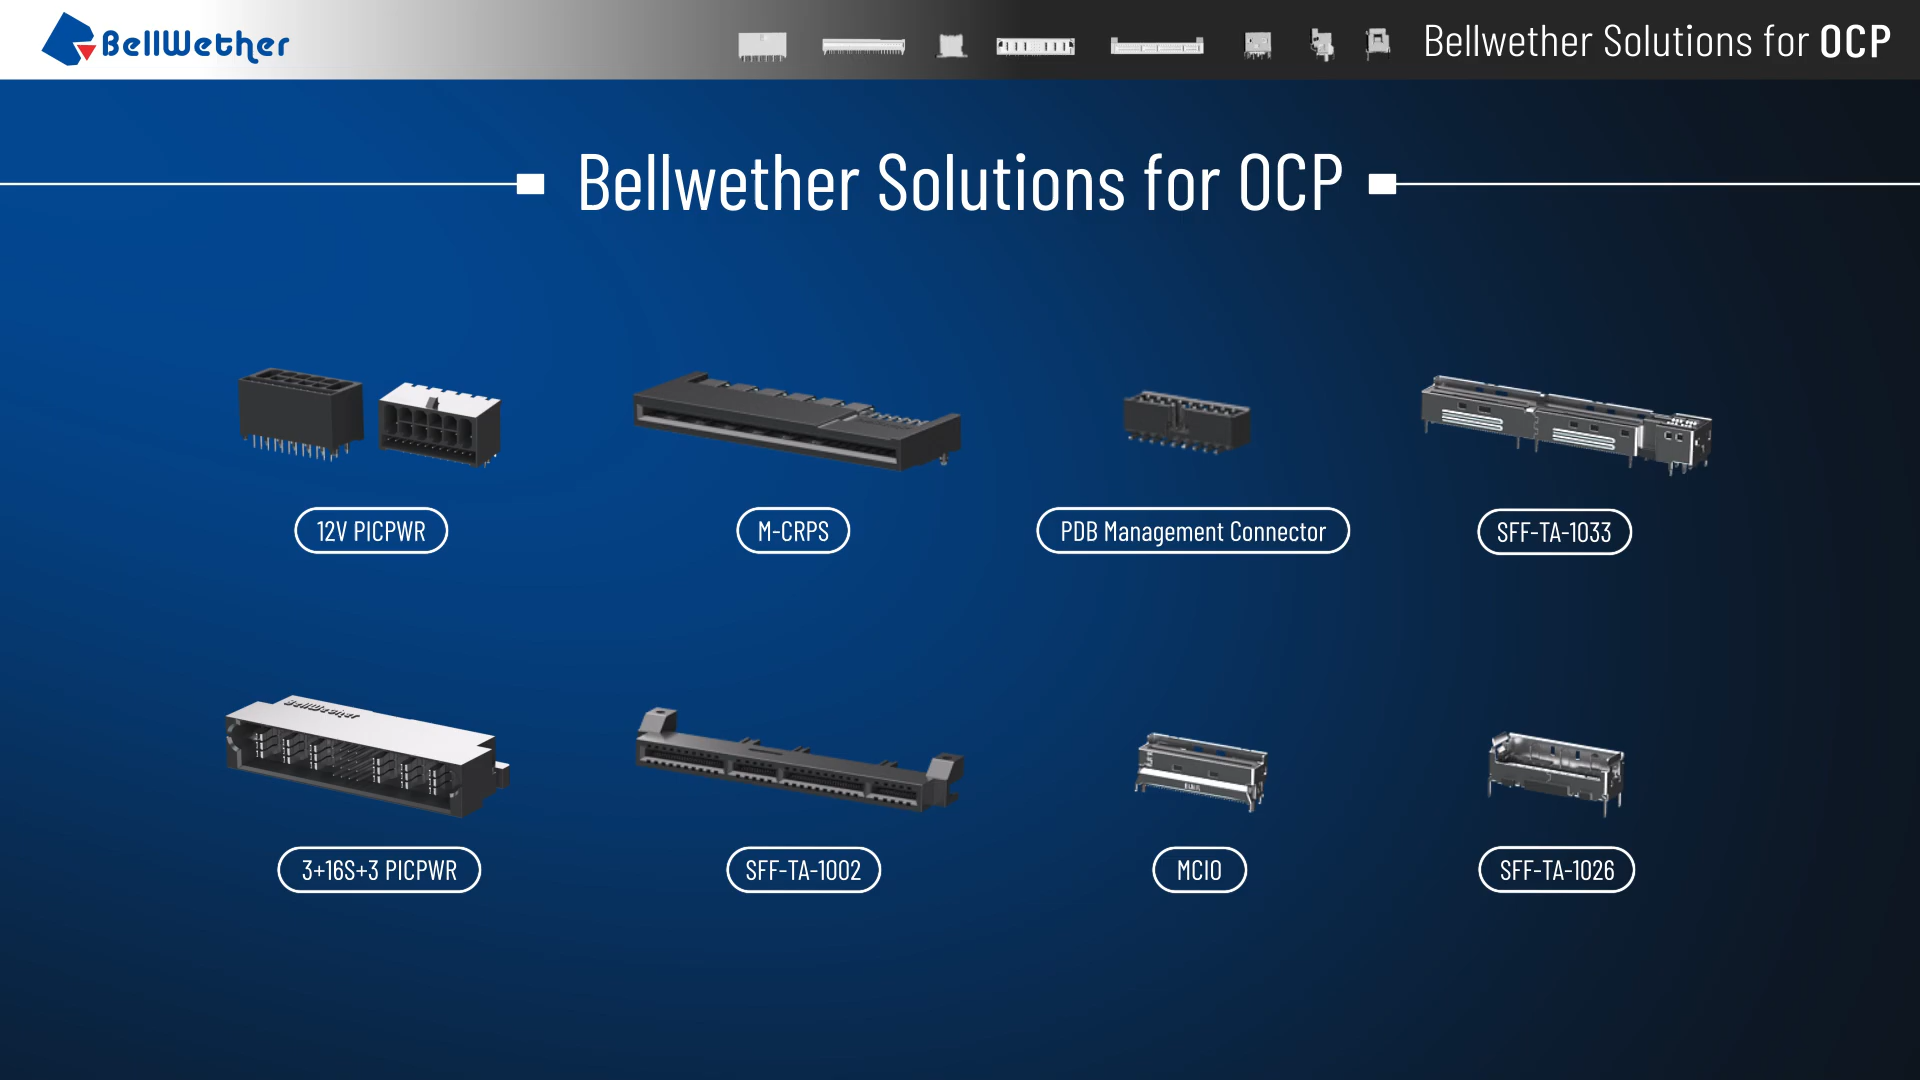 BellWether
Bellwether Solutions for OCP
Bellwether Solutions for OCP
12V PICPWR
M-CRPS
PDB Management Connector
SFF-TA-1033
BellWether
3+16S+3 PICPWR
SFF-TA-1002
MCIO
SFF-TA-1026